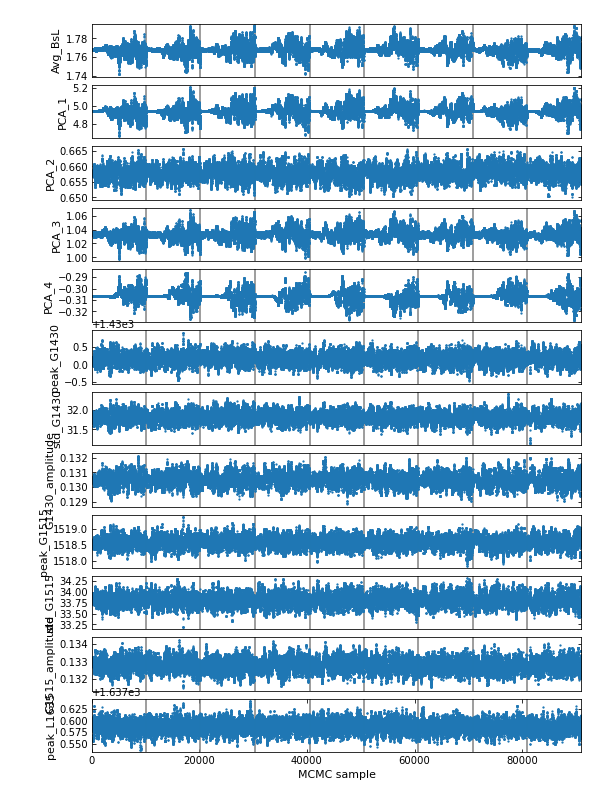 Avg_BsL
1.78
1.76
1.74
PCA_1
5.2
5.0
4.8
PCA_2
0.665
0.660
0.655
0.650
PCA_3
1.06
1.04
1.02
1.00
PCA_4
−0.29
−0.30
−0.31
−0.32
+1.43e3
peak_G1430
0.5
0.0
−0.5
std_G1430
32.0
31.5
G1430_amplitude
0.132
0.131
0.130
0.129
peak_G1515
1519.0
1518.5
1518.0
std_G1515
34.25
34.00
33.75
33.50
33.25
G1515_amplitude
0.134
0.133
0.132
+1.637e3
peak_L1635
0.625
0.600
0.575
0.550
0 20000 40000 60000 80000
MCMC sample